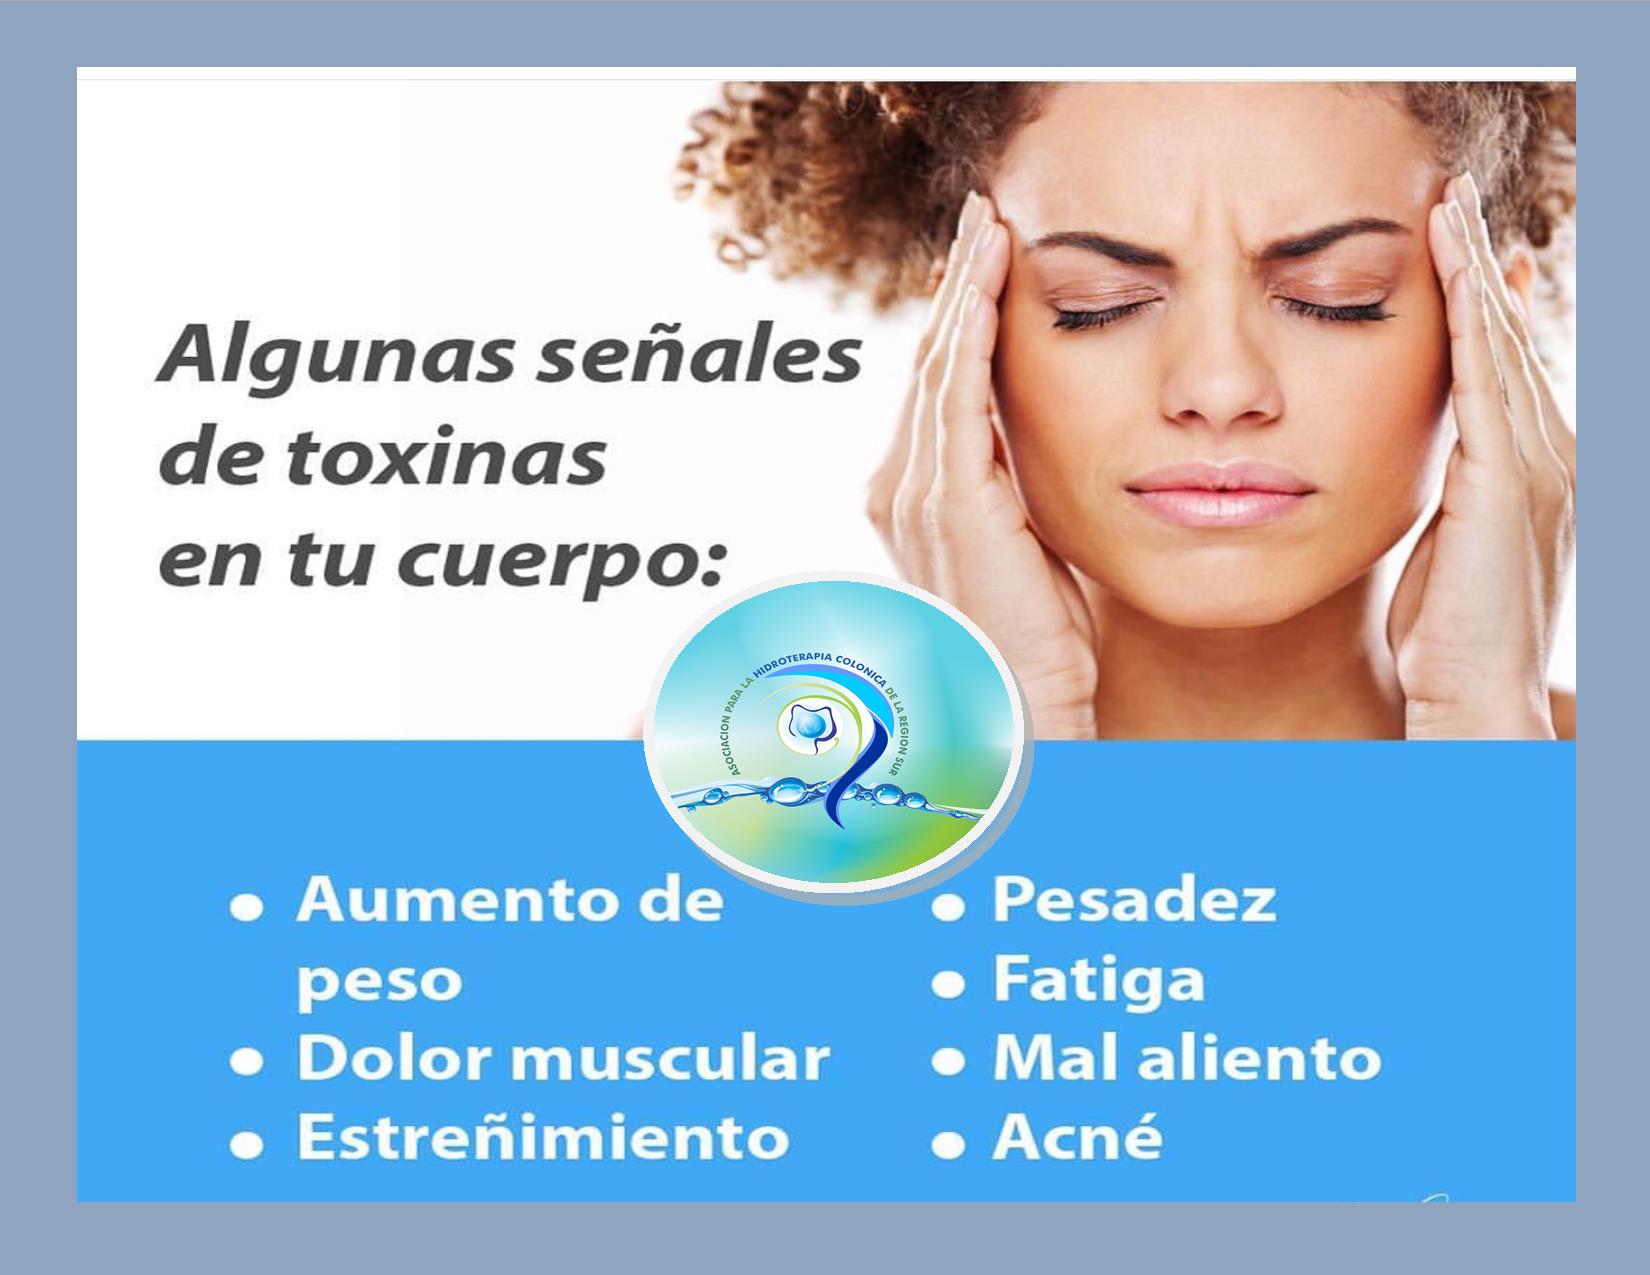 Algunas señales
de toxinas
en tu cuerpo:
ASOCIACION PARA LA HIDROTERAPIA COLONICA DE LA REGION SUR
• Aumento de
peso
• Dolor muscular
• Estreñimiento
• Pesadez
• Fatiga
• Mal aliento
• Acné